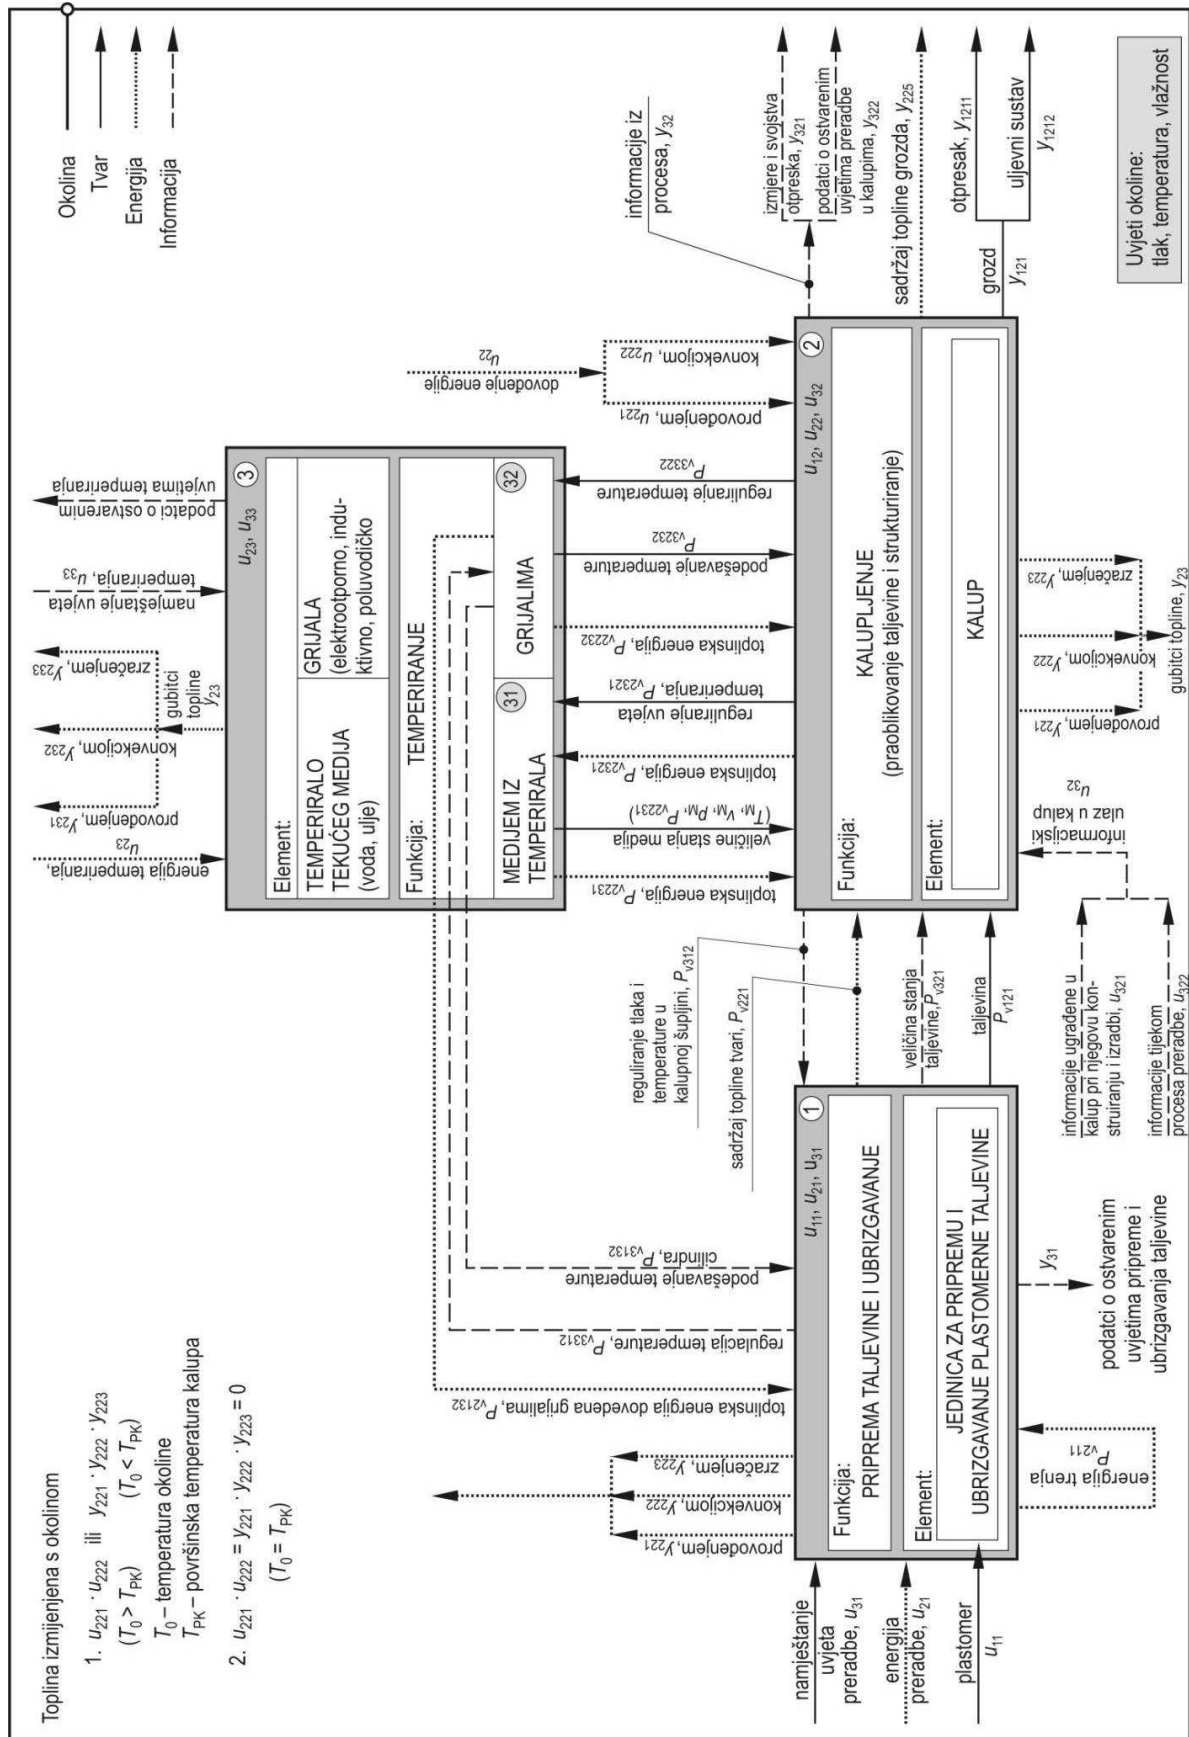 Toplina izmijenjena s okolinom
1. u221 · u222 ili y221 · y222 · y223
(T0 > TPK) (T0 < TPK)
T0 – temperatura okoline
TPK – površinska temperatura kalupa
2. u221 · u222 = y221 · y222 · y223 = 0
(T0 = TPK)
Okolina
Tvar
Energija
Informacija
energija temperiranja,
u23
provođenjem, y231
konvekcijom, y232
zračenjem, y233
gubitci
topline
y23
namještanje uvjeta
temperiranja, u33
podatci o ostvarenim
uvjetima temperiranja
u23, u33
3
Element:
TEMPERIRALO
TEKUĆEG MEDIJA
(voda, ulje)
GRIJALA
(elektrootporno, indu-
ktivno, poluvodičko
Funkcija:
TEMPERIRANJE
MEDIJEM IZ
TEMPERIRALA
31
GRIJALIMA
32
toplinska energija dovedena grijalima, Pv2132
regulacija temperature, Pv3312
podešavanje temperature
cilindra, Pv3132
toplinska energija, Pv2231
veličine stanja medija
(TM, vM, pM, Pv2231)
toplinska energija, Pv2321
reguliranje uvjeta
temperiranja, Pv2321
toplinska energija, Pv2232
podešavanje temperature
Pv3232
reguliranje temperature
Pv3322
dovođenje energije
u22
provođenjem, u221
konvekcijom, u222
informacije iz
procesa, y32
provođenjem, y221
konvekcijom, y222
zračenjem, y223
reguliranje tlaka i
temperature u
kalupnoj šupljini, Pv312
sadržaj topline tvari, Pv221
namještanje
uvjeta
preradbe, u31
energija
preradbe, u21
plastomer
u11
u11, u21, u31
1
Funkcija:
PRIPREMA TALJEVINE I UBRIZGAVANJE
Element:
JEDINICA ZA PRIPREMU I
UBRIZGAVANJE PLASTOMERNE TALJEVINE
energija trenja
Pv211
y31
podatci o ostvarenim
uvjetima pripreme i
ubrizgavanja taljevine
veličina stanja
taljevine, Pv321
taljevina
Pv121
u12, u22, u32
2
Funkcija:
KALUPLJENJE
(praoblikovanje taljevine i strukturiranje)
Element:
KALUP
izmjere i svojstva
otpreska, y321
podatci o ostvarenim
uvjetima preradbe
u kalupima, y322
sadržaj topline grozda, y225
grozd
y121
otpresak, y1211
uljevni sustav
y1212
informacije ugrađene u
kalup pri njegovu kon-
struiranju i izradbi, u321
informacije tijekom
procesa preradbe, u322
informacijski
ulaz u kalup
u32
provođenjem, y221
konvekcijom, y222
zračenjem, y223
gubitci topline, y23
Uvjeti okoline:
tlak, temperatura, vlažnost